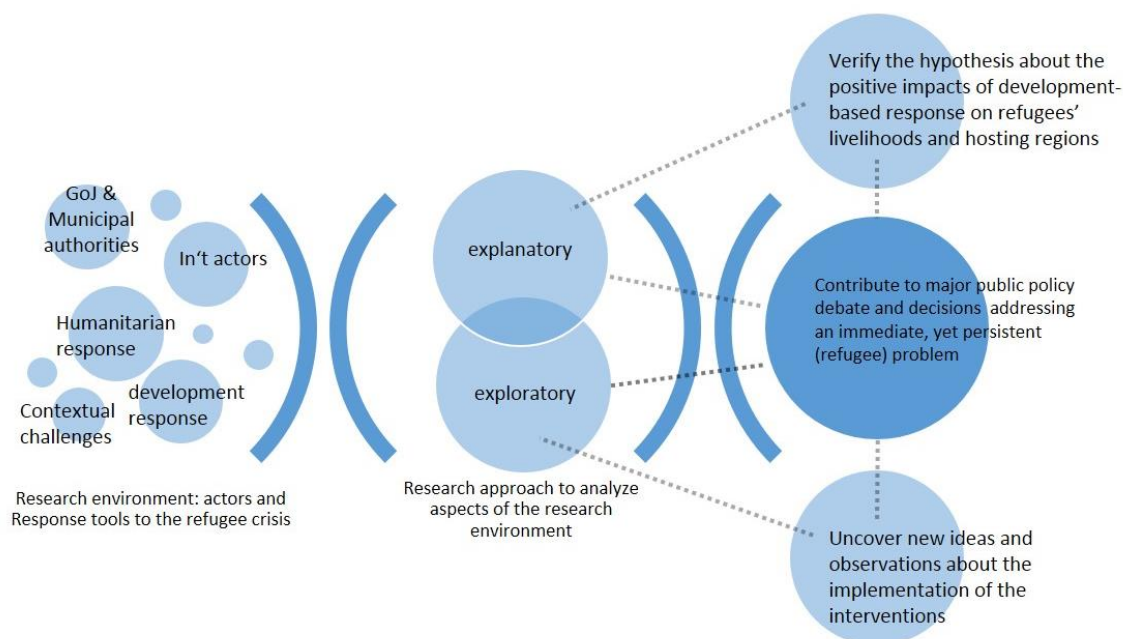 GoJ &
Municipal
authorities
In't actors
Humanitarian
response
development
response
Contextual
challenges
Research environment: actors and
Response tools to the refugee crisis
explanatory
exploratory
Research approach to analyze
aspects of the research
environment
Verify the hypothesis about the
positive impacts of development-
based response on refugees’
livelihoods and hosting regions
Contribute to major public policy
debate and decisions addressing
an immediate, yet persistent
(refugee) problem
Uncover new ideas and
observations about the
implementation of the
interventions